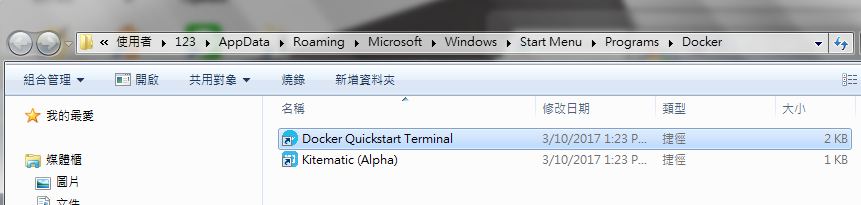 使用者 ▸ 123 ▸ AppData ▸ Roaming ▸ Microsoft ▸ Windows ▸ Start Menu ▸ Programs ▸ Docker
組合管理 開啟 共用對象 燒錄 新增資料夾
我的最愛
媒體櫃
圖片
文件
名稱 修改日期 類型 大小
Docker Quickstart Terminal 3/10/2017 1:23 P... 捷徑 2 KB
Kitematic (Alpha) 3/10/2017 1:23 P... 捷徑 1 KB